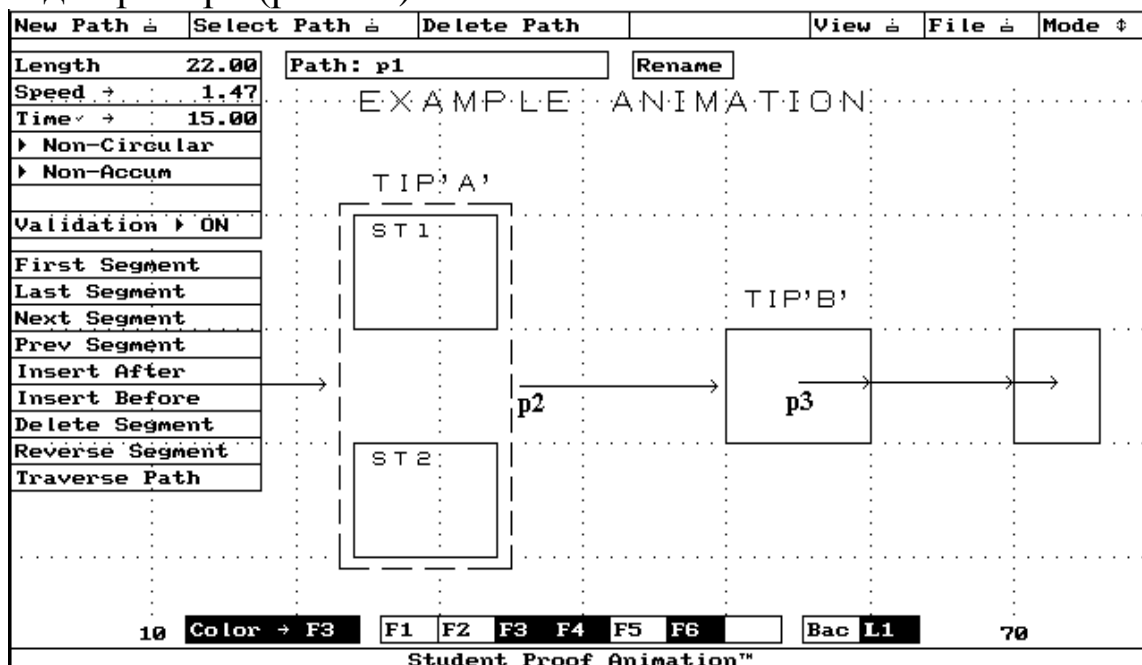 New Path Select Path Delete Path View File Mode
Length 22.00 Path: p1 Rename
Speed → 1.47
EXAMPLE ANIMATION
Time✓ → 15.00
▶ Non-Circular
▶ Non-Accum
TIP'A'
Validation ▶ ON
ST1
First Segment
Last Segment
TIP'B'
Next Segment
Prev Segment
Insert After
Insert Before
p2 p3
Delete Segment
Reverse Segment
ST2
Traverse Path
10 Color → F3 F1 F2 F3 F4 F5 F6 Bac L1 70
Student Proof Animation™